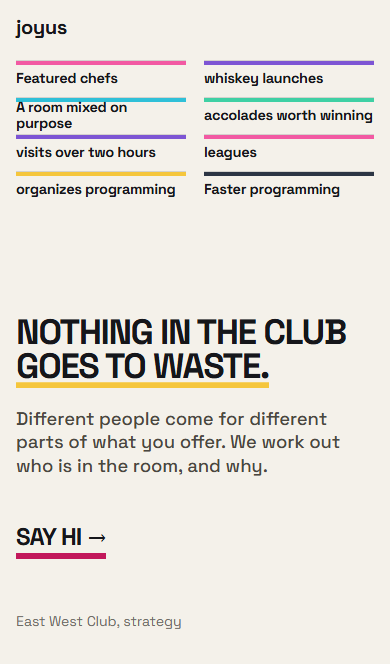 joyus
Featured chefs
whiskey launches
A room mixed on
purpose
accolades worth winning
visits over two hours
leagues
organizes programming
Faster programming
NOTHING IN THE CLUB
GOES TO WASTE.
Different people come for different
parts of what you offer. We work out
who is in the room, and why.
SAY HI →
East West Club, strategy